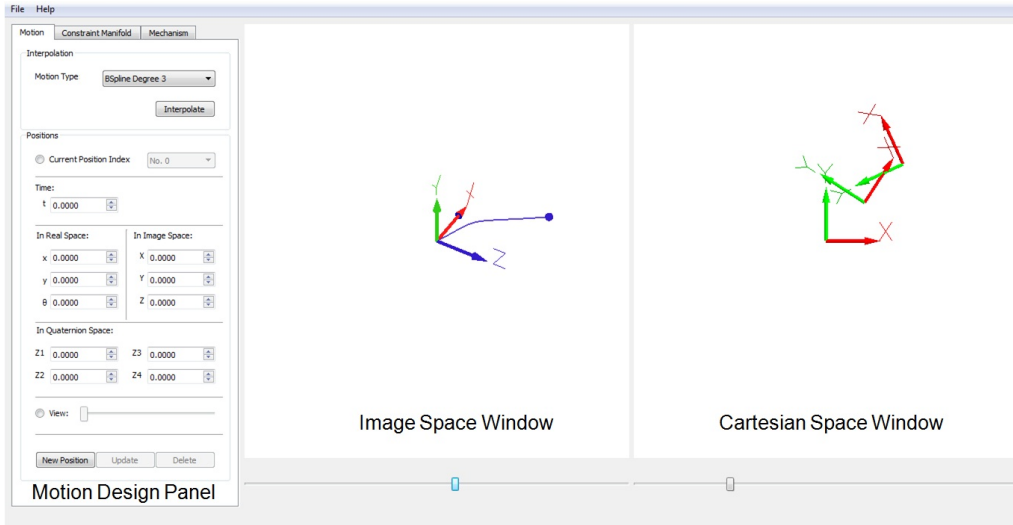 File Help
Motion Constraint Manifold Mechanism
Interpolation
Motion Type BSpline Degree 3
Interpolate
Positions
Current Position Index No. 0
Time:
t 0.0000
In Real Space: In Image Space:
x 0.0000 X 0.0000
y 0.0000 Y 0.0000
θ 0.0000 Z 0.0000
In Quaternion Space:
Z1 0.0000 Z3 0.0000
Z2 0.0000 Z4 0.0000
View:
New Position Update Delete
Motion Design Panel
Y X
Z
Image Space Window
X
Y Y X
Y
X
Cartesian Space Window